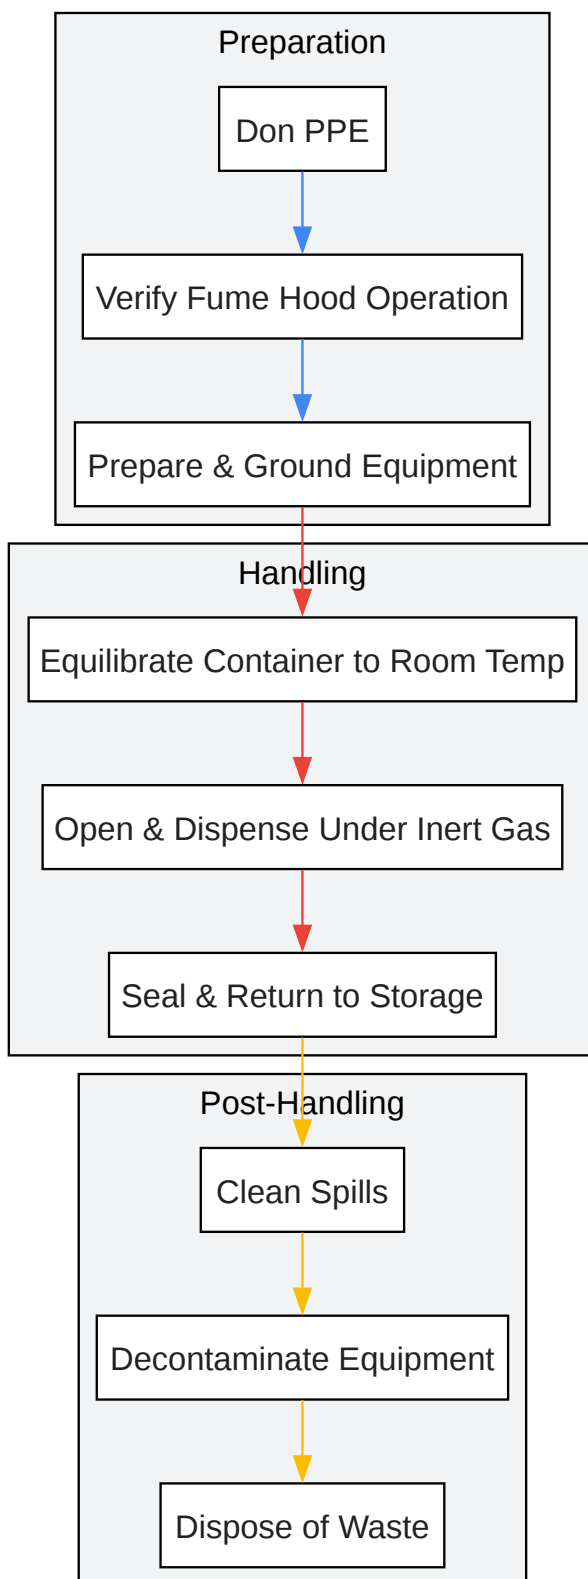 Preparation
Don PPE
Verify Fume Hood Operation
Prepare & Ground Equipment
Handling
Equilibrate Container to Room Temp
Open & Dispense Under Inert Gas
Seal & Return to Storage
Post-Handling
Clean Spills
Decontaminate Equipment
Dispose of Waste